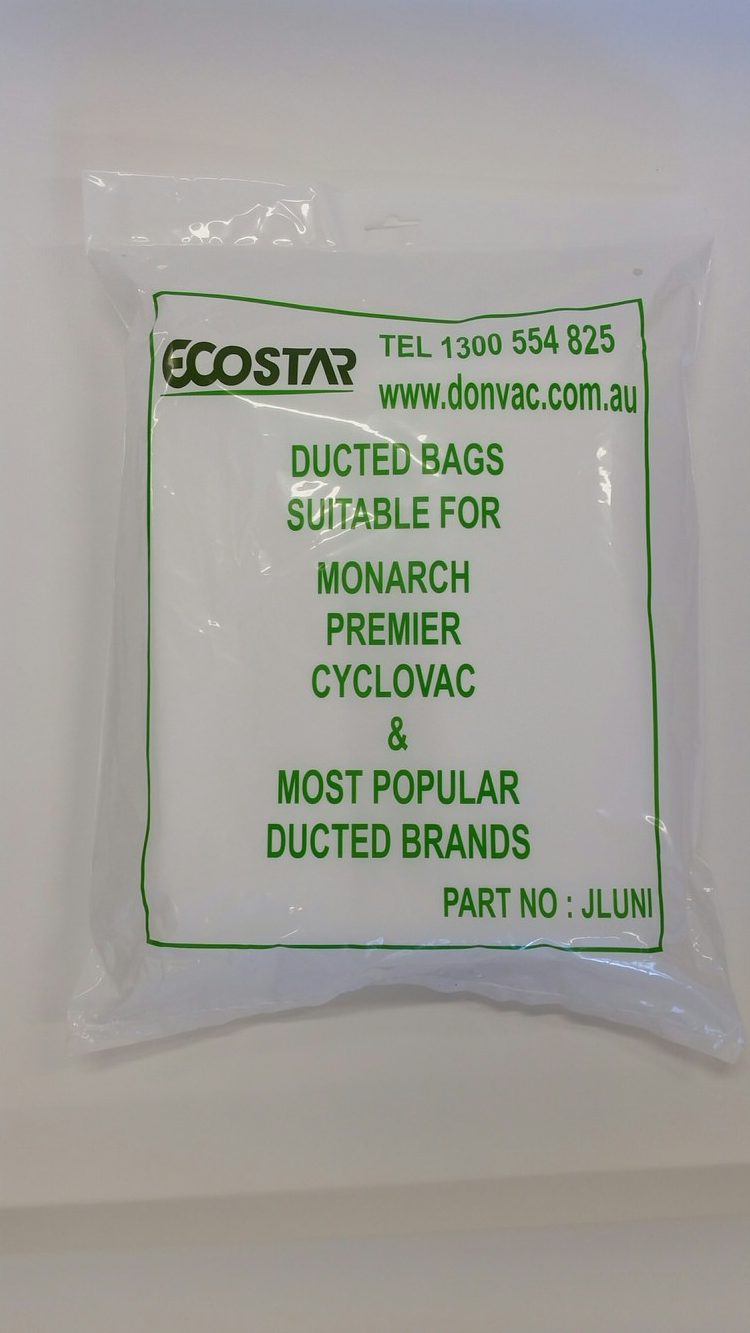 ECOSTAR
TEL 1300 554 825
www.donvac.com.au
DUCTED BAGS
SUITABLE FOR
MONARCH
PREMIER
CYCLOVAC
&
MOST POPULAR
DUCTED BRANDS
PART NO : JLUNI